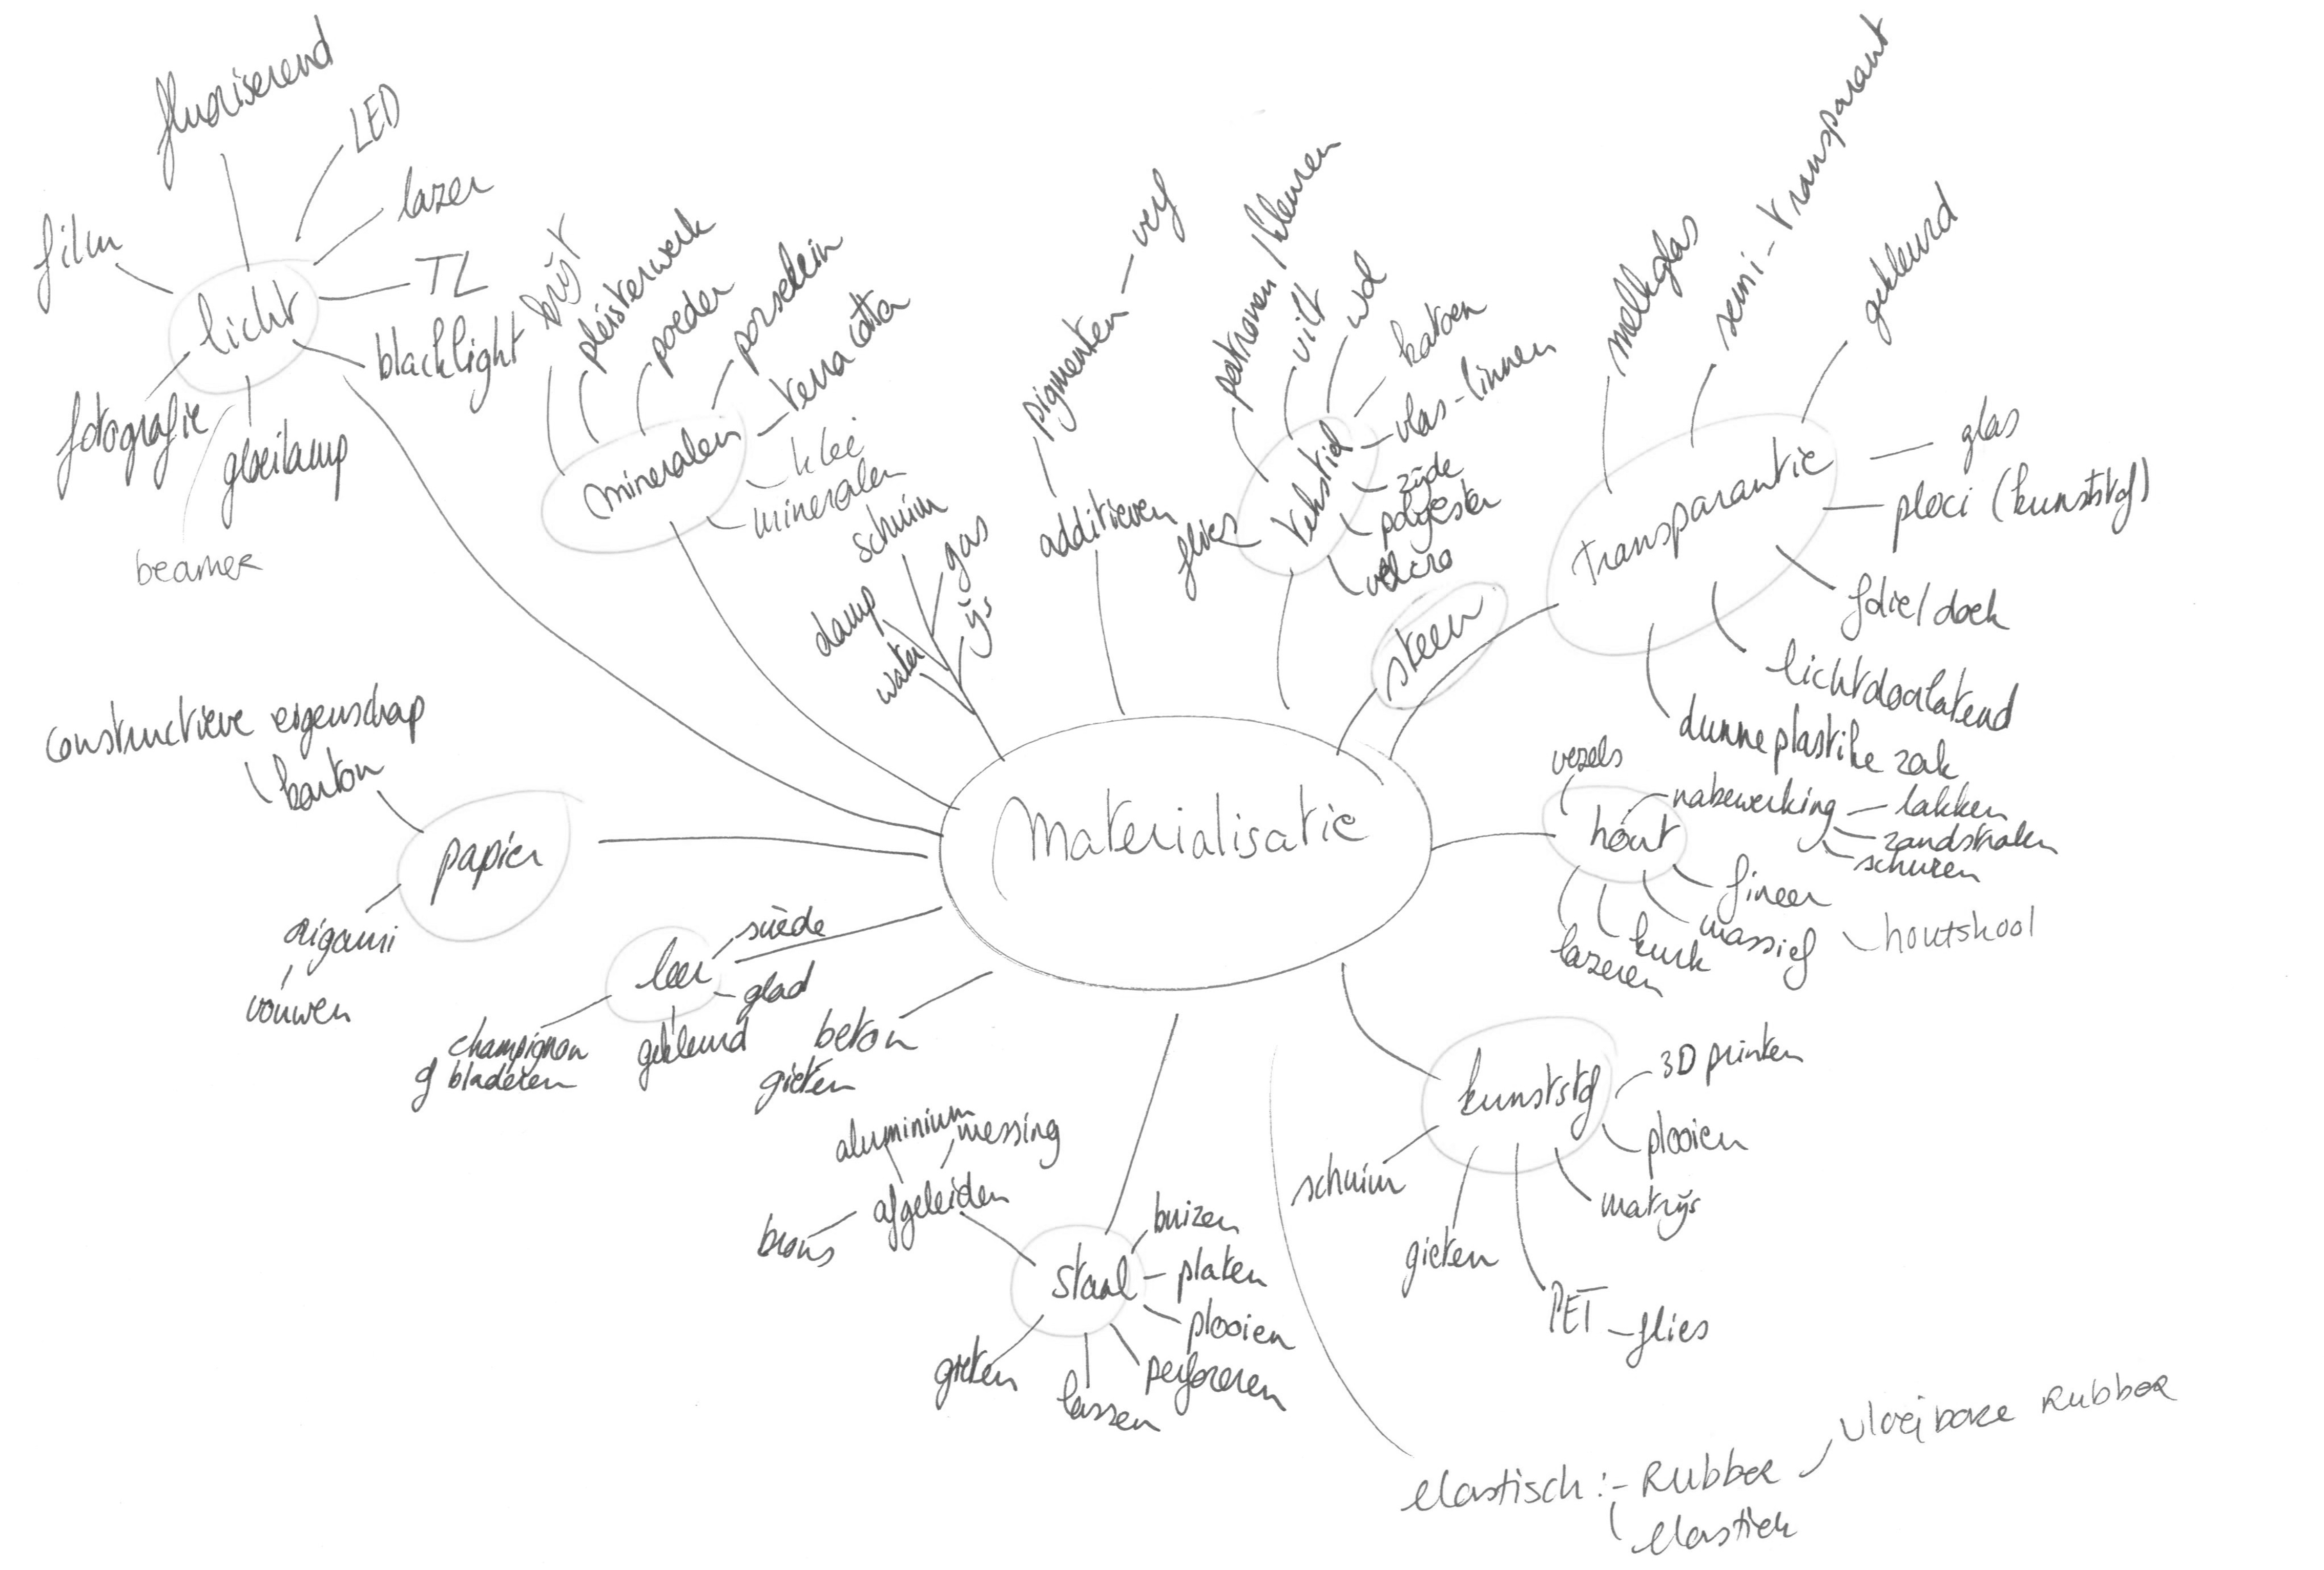 fluoriserend
LED
lazer
film
TL
licht
blacklight
fotografie
gloeilamp
beamer
krijt
pleisterwerk
poeder
porselein
terra cotta
mineralen
klei
mineralen
schuim
gas
damp
ijs
water
pigmenten - verf
additieven
patronen / kleuren
vilt
wol
katoen
vlas - linnen
textiel
zijde
polyester
velcro
flies
steen
melkglas
semi-transparant
gekleurd
Transparantie
glas
plexi (kunststof)
folie/doek
lichtdoorlatend
dunne plastike zak
Materialisatie
constructieve eigenschap
karton
papier
origami
vouwen
leer
suède
glad
gekleurd
champignon
of bladeren
beton
gieten
vezels
hout
nabewerking - lakken
zandstralen
schuren
fineer
massief - houtskool
kurk
lazeren
kunststof
3D printen
plooien
matrijs
PET - flies
gieten
schuim
aluminium
messing
afgeleiden
brons
staal
buizen
platen
plooien
perforeren
lassen
gieten
elastisch :- Rubber
vloeibare Rubber
elastiek